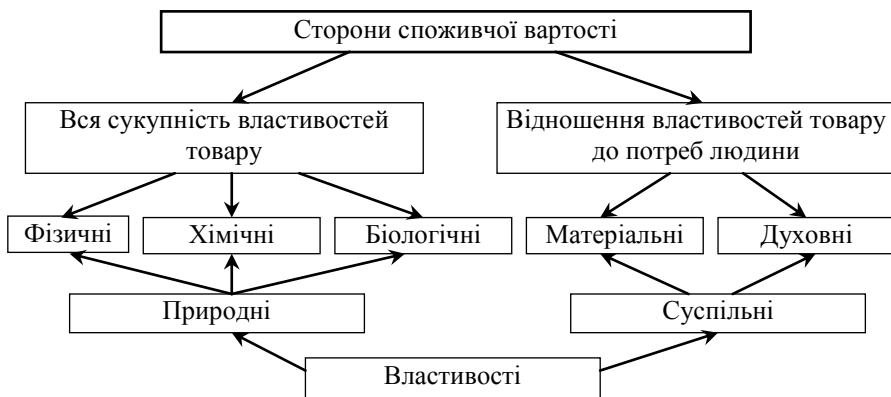 Сторони споживчої вартості
Вся сукупність властивостей
товару
Відношення властивостей товару
до потреб людини
Фізичні
Хімічні
Біологічні
Матеріальні
Духовні
Природні
Суспільні
Властивості